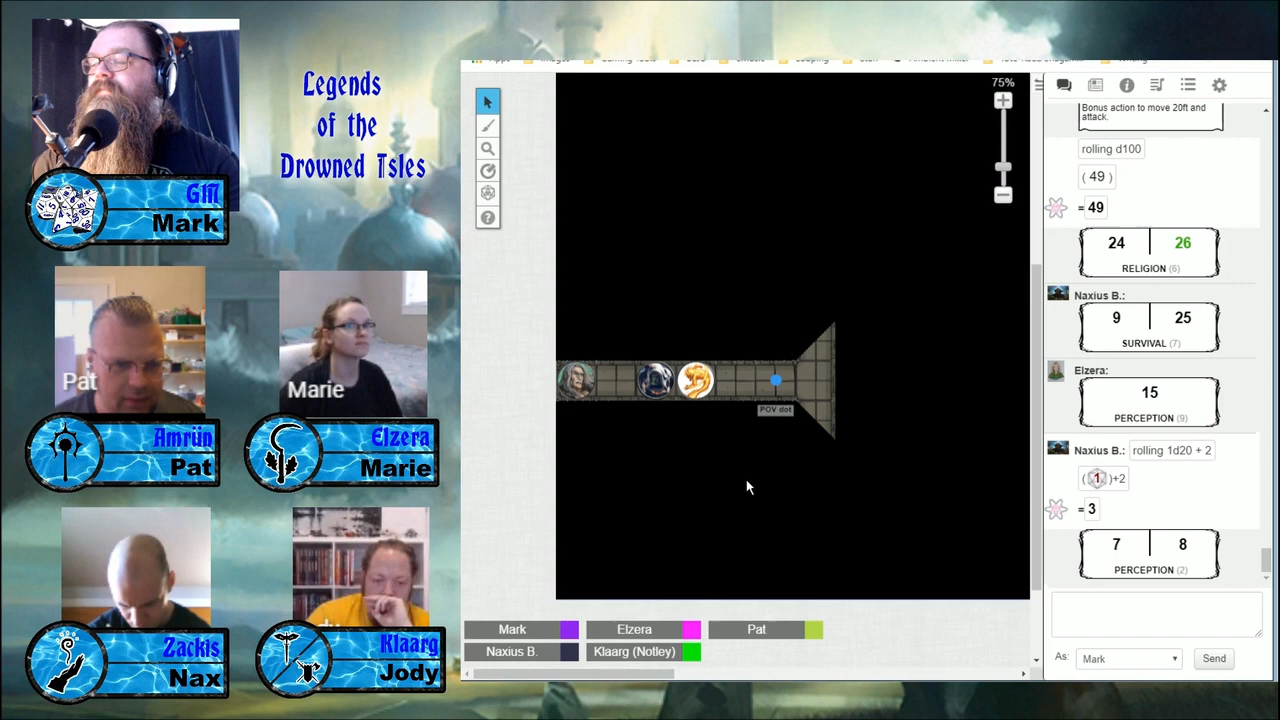 Legends
of the
Drowned Isles
GM
Mark
Pat
Amrün
Pat
Marie
Elzera
Marie
Zackis
Nax
Klaarg
Jody
75%
POV dot
Mark
Elzera
Pat
Naxius B.
Klaarg (Notley)
Bonus action to move 20ft and
attack.
rolling d100
( 49 )
= 49
24 26
RELIGION (6)
Naxius B.:
9 25
SURVIVAL (7)
Elzera:
15
PERCEPTION (9)
Naxius B.: rolling 1d20 + 2
( 1 )+2
= 3
7 8
PERCEPTION (2)
As: Mark Send